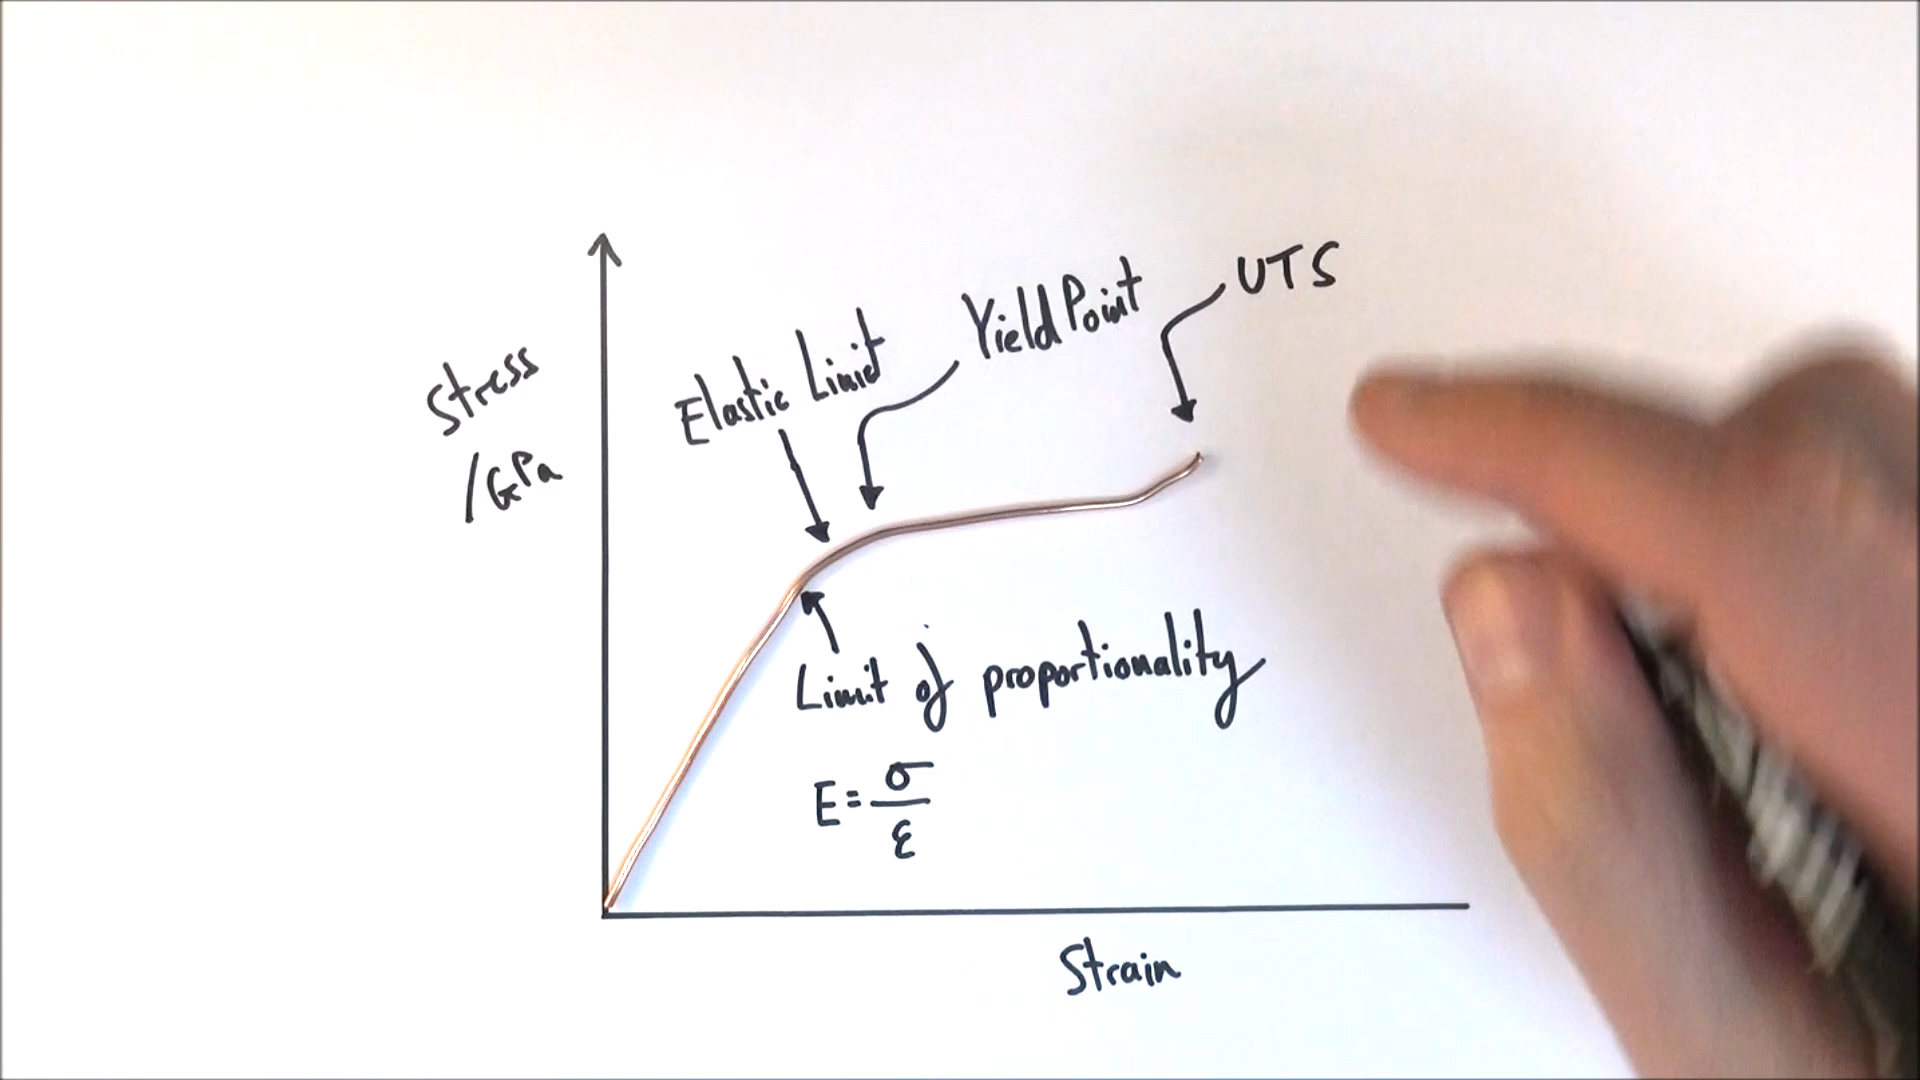 UTS
Yield Point
Elastic Limit
Stress
/GPa
Limit of proportionality
E = σ/ε
Strain